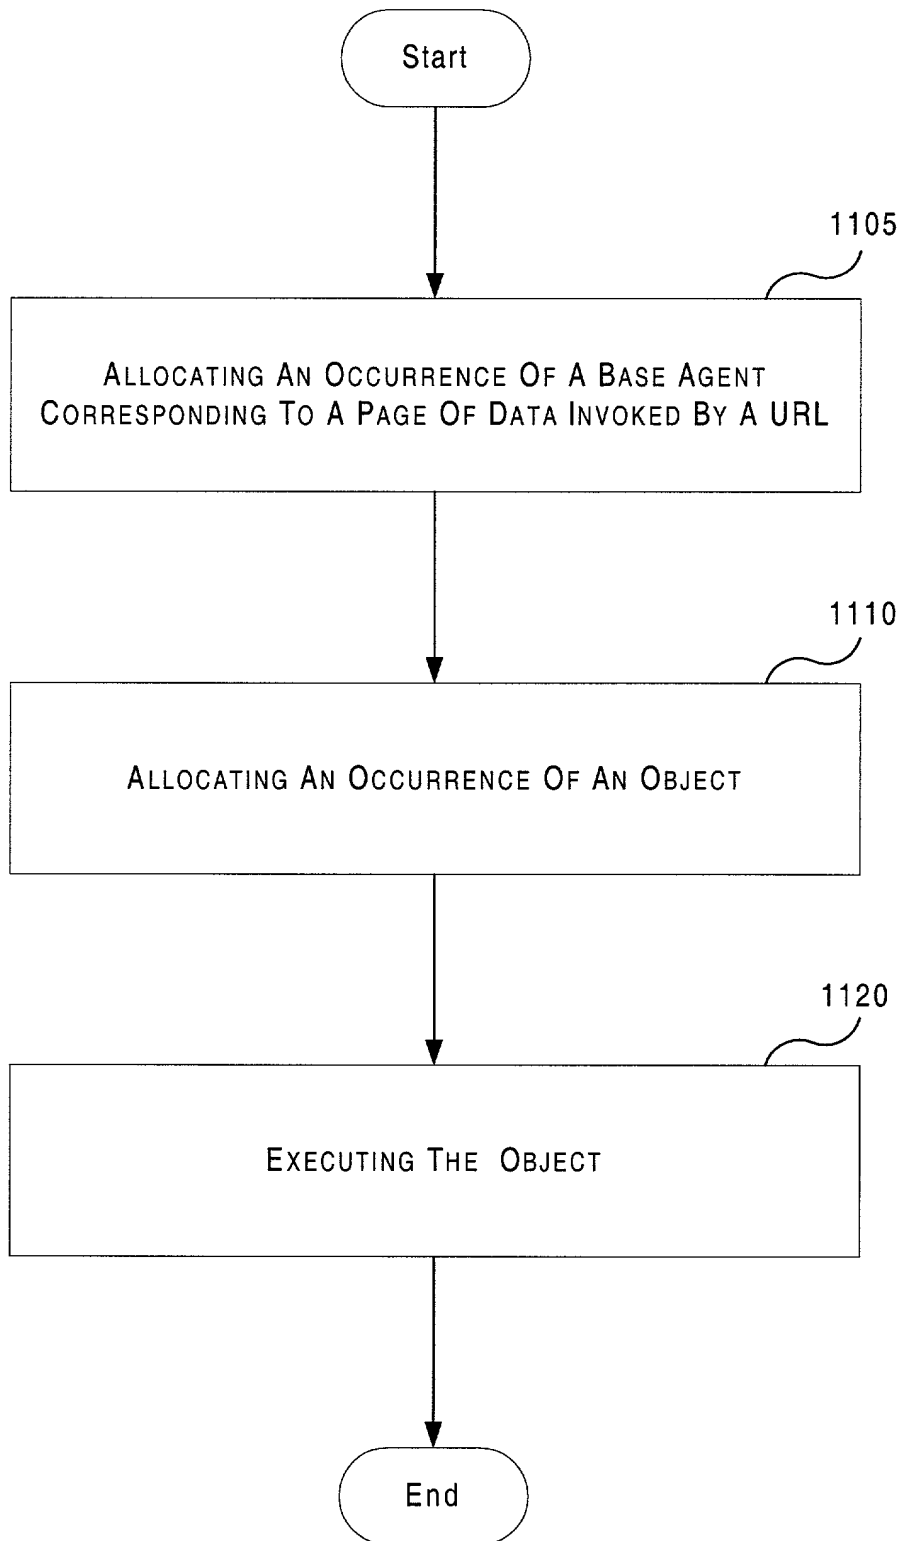 Start
1105
ALLOCATING AN OCCURRENCE OF A BASE AGENT
CORRESPONDING TO A PAGE OF DATA INVOKED BY A URL
1110
ALLOCATING AN OCCURRENCE OF AN OBJECT
1120
EXECUTING THE OBJECT
End